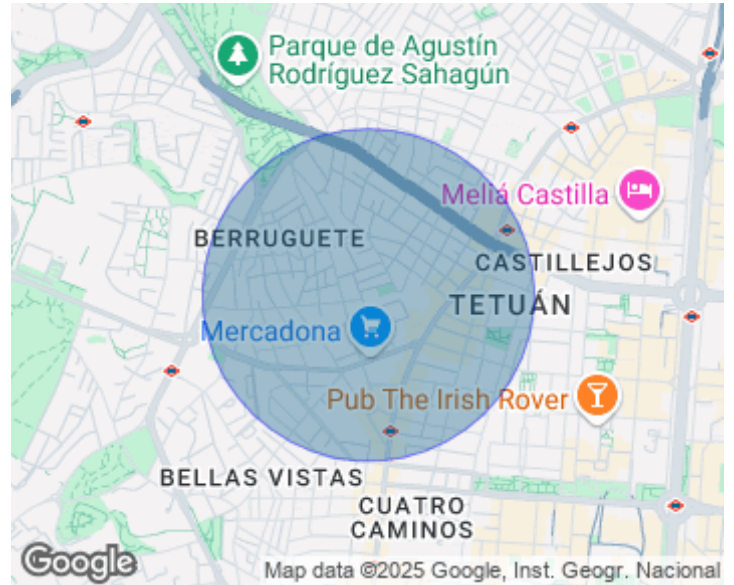 Parque de Agustín
Rodríguez Sahagún
Meliá Castilla
BERRUGUETE
CASTILLEJOS
TETUÁN
Mercadona
Pub The Irish Rover
BELLAS VISTAS
CUATRO
CAMINOS
Google
Map data ©2025 Google, Inst. Geogr. Nacional